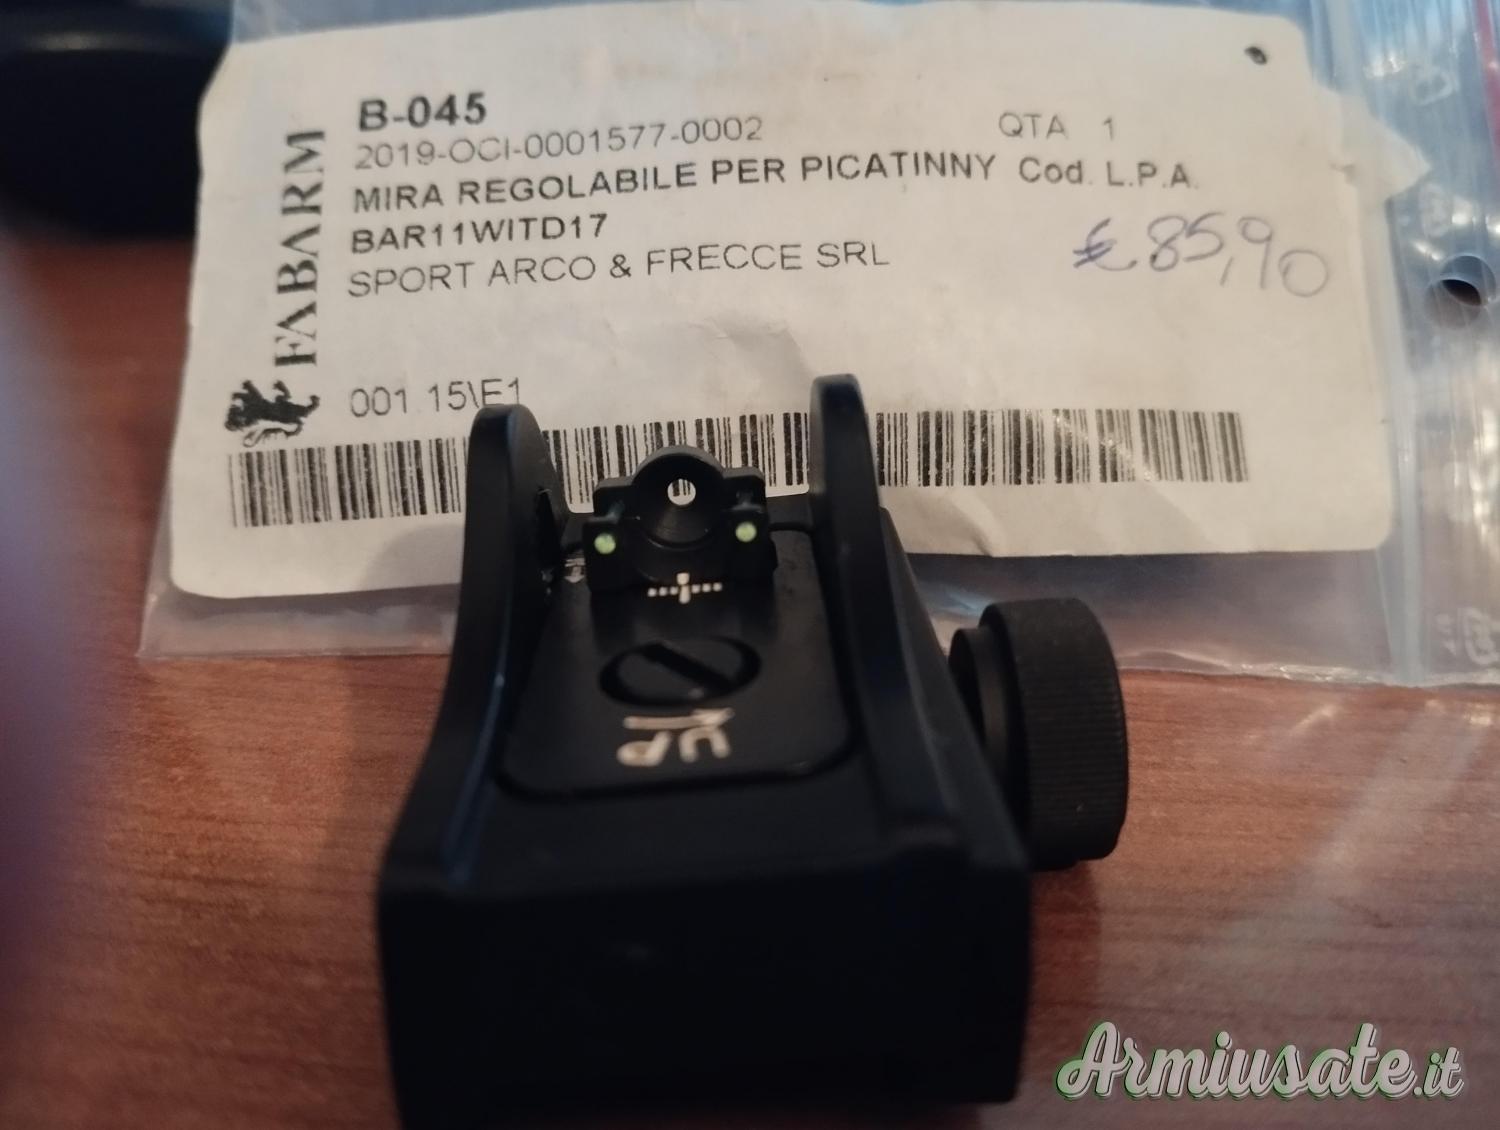 B-045
2019-OCI-0001577-0002 QTA 1
MIRA REGOLABILE PER PICATINNY Cod. L.P.A.
BAR11WITD17
SPORT ARCO & FRECCE SRL
€ 85,90
FABARM
001 15\E1
UP
Armiusate.it